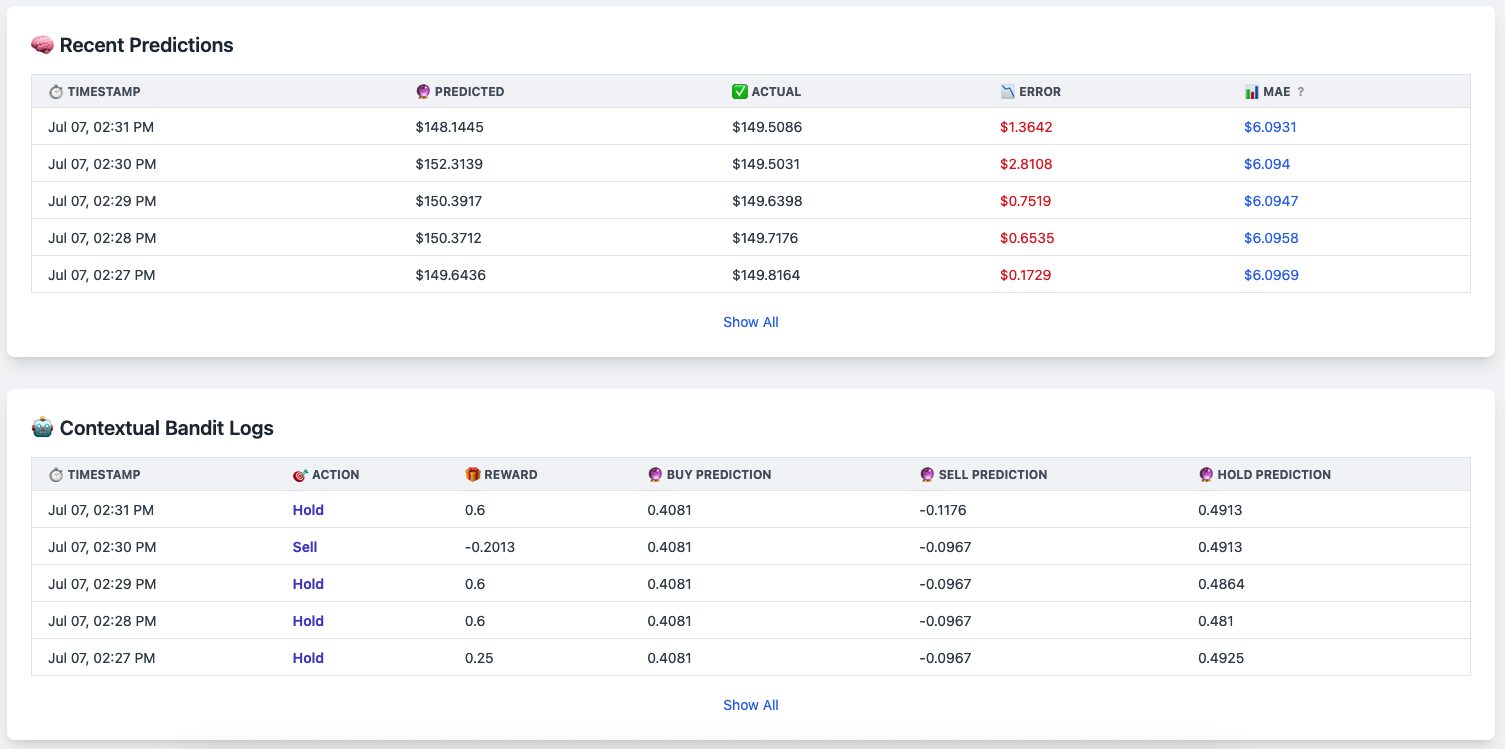 🧠 Recent Predictions
⏱ TIMESTAMP 🔮 PREDICTED ✅ ACTUAL 📉 ERROR 📊 MAE ?
Jul 07, 02:31 PM $148.1445 $149.5086 $1.3642 $6.0931
Jul 07, 02:30 PM $152.3139 $149.5031 $2.8108 $6.094
Jul 07, 02:29 PM $150.3917 $149.6398 $0.7519 $6.0947
Jul 07, 02:28 PM $150.3712 $149.7176 $0.6535 $6.0958
Jul 07, 02:27 PM $149.6436 $149.8164 $0.1729 $6.0969
Show All
🤖 Contextual Bandit Logs
⏱ TIMESTAMP 🎯 ACTION 🎁 REWARD 🔮 BUY PREDICTION 🔮 SELL PREDICTION 🔮 HOLD PREDICTION
Jul 07, 02:31 PM Hold 0.6 0.4081 -0.1176 0.4913
Jul 07, 02:30 PM Sell -0.2013 0.4081 -0.0967 0.4913
Jul 07, 02:29 PM Hold 0.6 0.4081 -0.0967 0.4864
Jul 07, 02:28 PM Hold 0.6 0.4081 -0.0967 0.481
Jul 07, 02:27 PM Hold 0.25 0.4081 -0.0967 0.4925
Show All